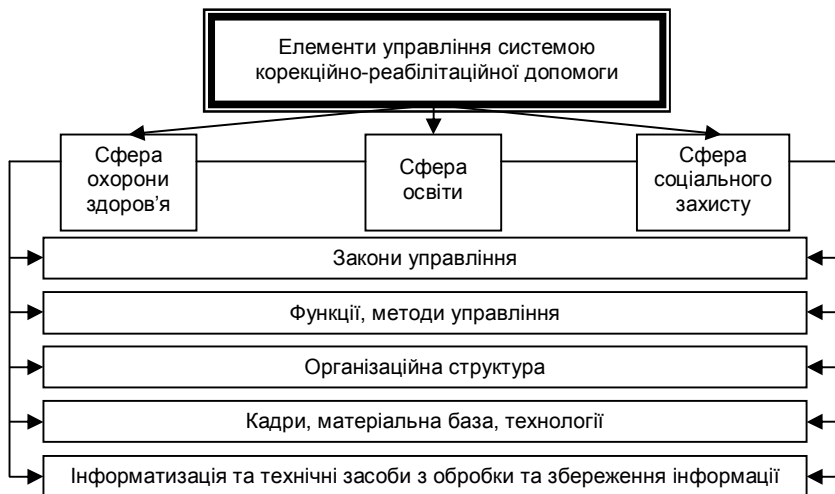 Елементи управління системою
корекційно-реабілітаційної допомоги
Сфера
охорони
здоров’я
Сфера
освіти
Сфера
соціального
захисту
Закони управління
Функції, методи управління
Організаційна структура
Кадри, матеріальна база, технології
Інформатизація та технічні засоби з обробки та збереження інформації